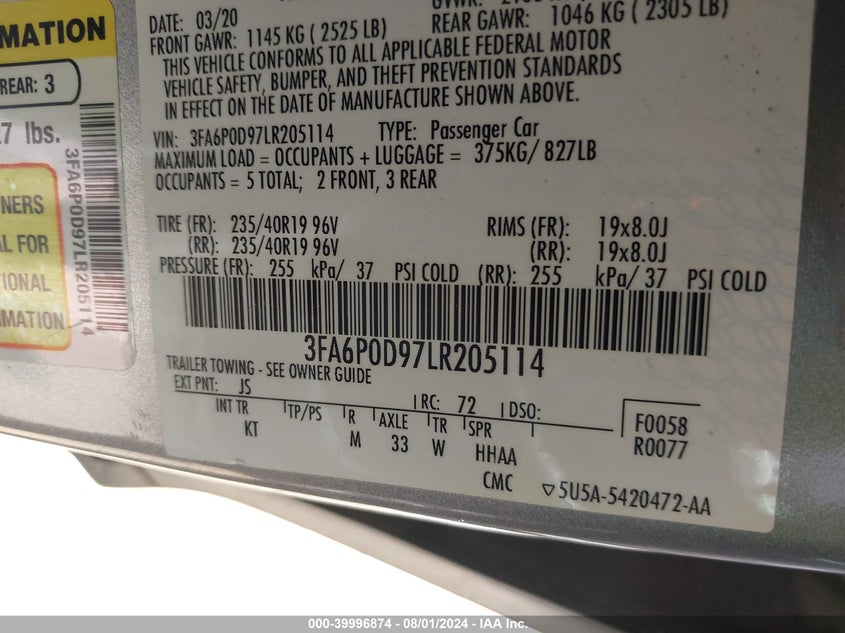 DATE: 03/20
FRONT GAWR: 1145 KG ( 2525 LB)
REAR GAWR: 1046 KG ( 2305 LB)
THIS VEHICLE CONFORMS TO ALL APPLICABLE FEDERAL MOTOR
VEHICLE SAFETY, BUMPER, AND THEFT PREVENTION STANDARDS
IN EFFECT ON THE DATE OF MANUFACTURE SHOWN ABOVE.
VIN: 3FA6P0D97LR205114 TYPE: Passenger Car
MAXIMUM LOAD = OCCUPANTS + LUGGAGE = 375KG/ 827LB
OCCUPANTS = 5 TOTAL; 2 FRONT, 3 REAR
TIRE (FR): 235/40R19 96V RIMS (FR): 19x8.0J
(RR): 235/40R19 96V (RR): 19x8.0J
PRESSURE (FR): 255 kPa/ 37 PSI COLD (RR): 255 kPa/ 37 PSI COLD
3FA6P0D97LR205114
TRAILER TOWING - SEE OWNER GUIDE
EXT PNT: JS RC: 72 DSO:
INT TR TP/PS R AXLE TR SPR
KT M 33 W HHAA
CMC
F0058
R0077
5U5A-5420472-AA
REAR: 3
7 lbs.
3FA6P0D97LR205114
000-39996874 - 08/01/2024 - IAA Inc.